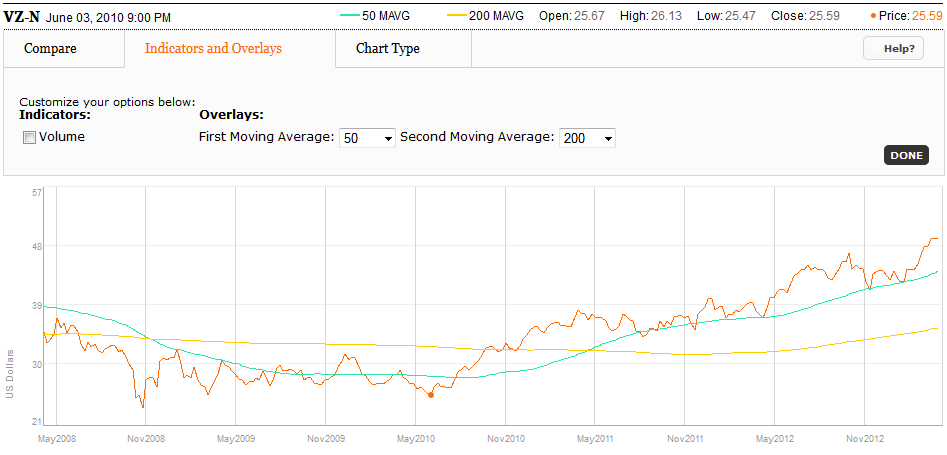 VZ-N June 03, 2010 9:00 PM 50 MAVG 200 MAVG Open: 25.67 High: 26.13 Low: 25.47 Close: 25.59 Price: 25.59
Compare Indicators and Overlays Chart Type Help?
Customize your options below:
Indicators: Overlays:
Volume First Moving Average: 50 Second Moving Average: 200
DONE
57
48
39
30
21
US Dollars
May2008 Nov2008 May2009 Nov2009 May2010 Nov2010 May2011 Nov2011 May2012 Nov2012